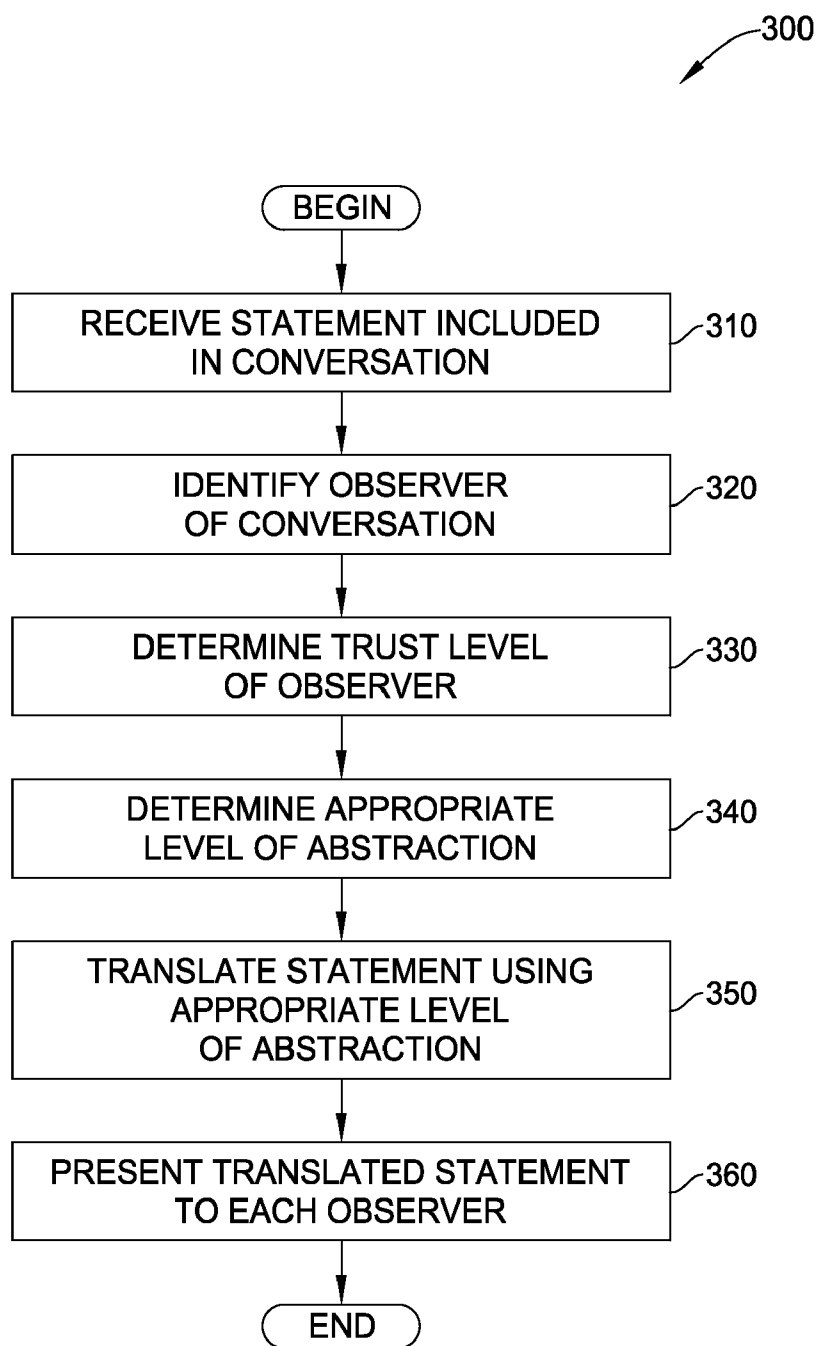 300
BEGIN
RECEIVE STATEMENT INCLUDED
IN CONVERSATION
310
IDENTIFY OBSERVER
OF CONVERSATION
320
DETERMINE TRUST LEVEL
OF OBSERVER
330
DETERMINE APPROPRIATE
LEVEL OF ABSTRACTION
340
TRANSLATE STATEMENT USING
APPROPRIATE LEVEL
OF ABSTRACTION
350
PRESENT TRANSLATED STATEMENT
TO EACH OBSERVER
360
END